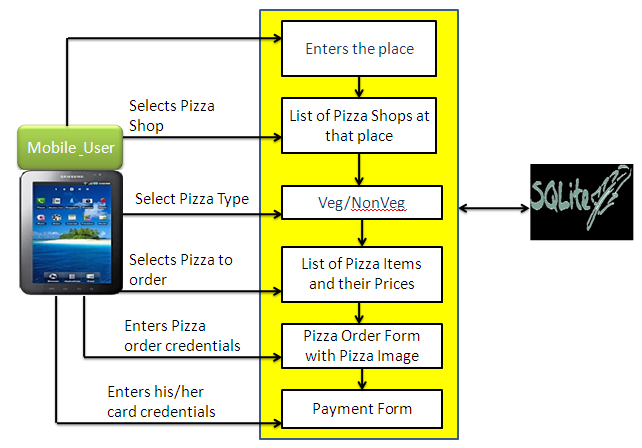 Enters the place
Selects Pizza
Shop
List of Pizza Shops at
that place
Mobile_User
SAMSUNG
Select Pizza Type
Veg/NonVeg
SQLite
Selects Pizza to
order
List of Pizza Items
and their Prices
Enters Pizza
order credentials
Pizza Order Form
with Pizza Image
Enters his/her
card credentials
Payment Form